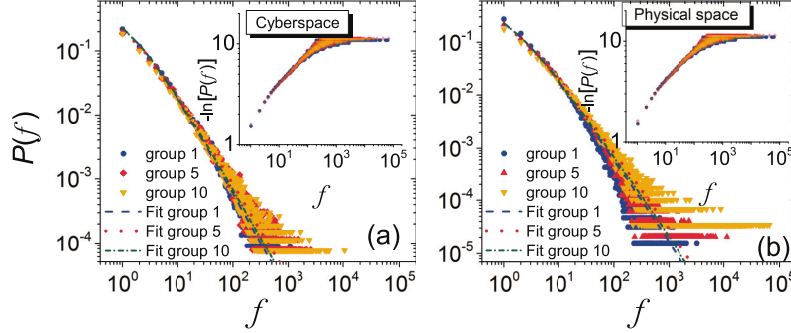 Cyberspace
10
-ln[P(f)]
1
10^1 10^3 10^5
f
10^-1
10^-2
10^-3
10^-4
P(f)
group 1
group 5
group 10
Fit group 1
Fit group 5
Fit group 10
(a)
10^0 10^1 10^2 10^3 10^4 10^5
f
Physical space
10
-ln[P(f)]
1
10^1 10^3 10^5
f
10^-1
10^-2
10^-3
10^-4
10^-5
group 1
group 5
group 10
Fit group 1
Fit group 5
Fit group 10
(b)
10^0 10^1 10^2 10^3 10^4 10^5
f